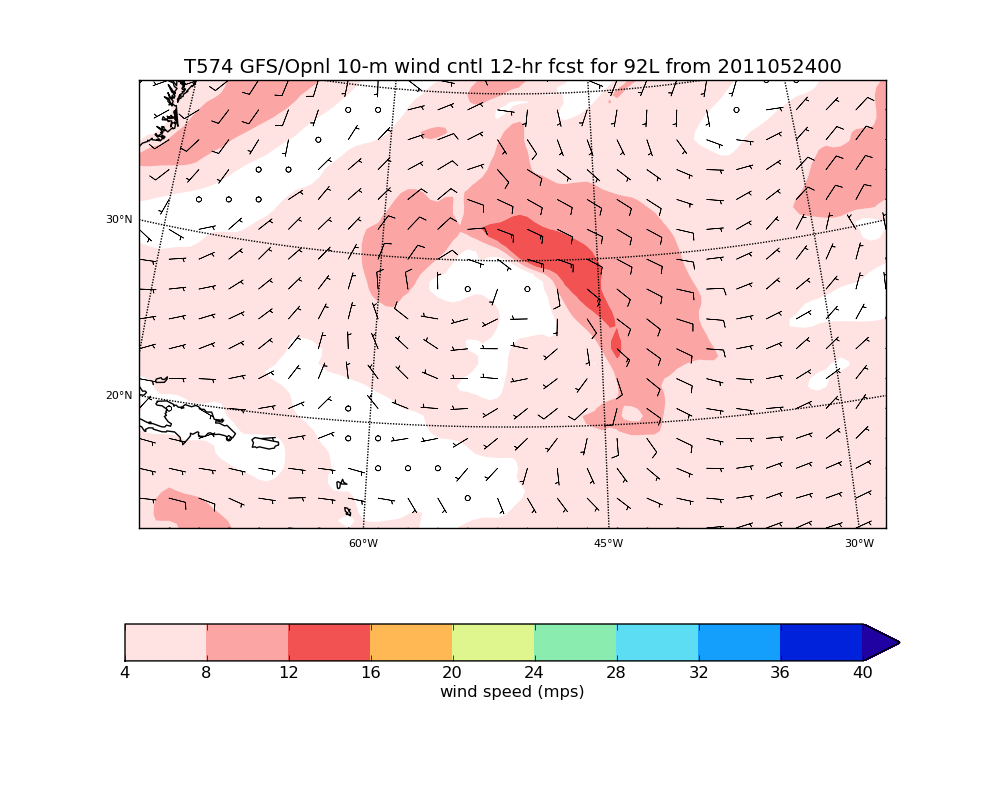 T574 GFS/Opnl 10-m wind cntl 12-hr fcst for 92L from 2011052400
30°N
20°N
60°W 45°W 30°W
4 8 12 16 20 24 28 32 36 40
wind speed (mps)